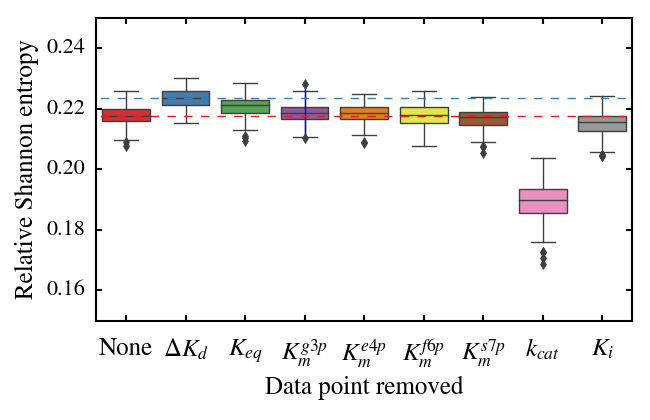 Relative Shannon entropy
0.24
0.22
0.20
0.18
0.16
None ΔK_d K_eq K_m^g3p K_m^e4p K_m^f6p K_m^s7p k_cat K_i
Data point removed